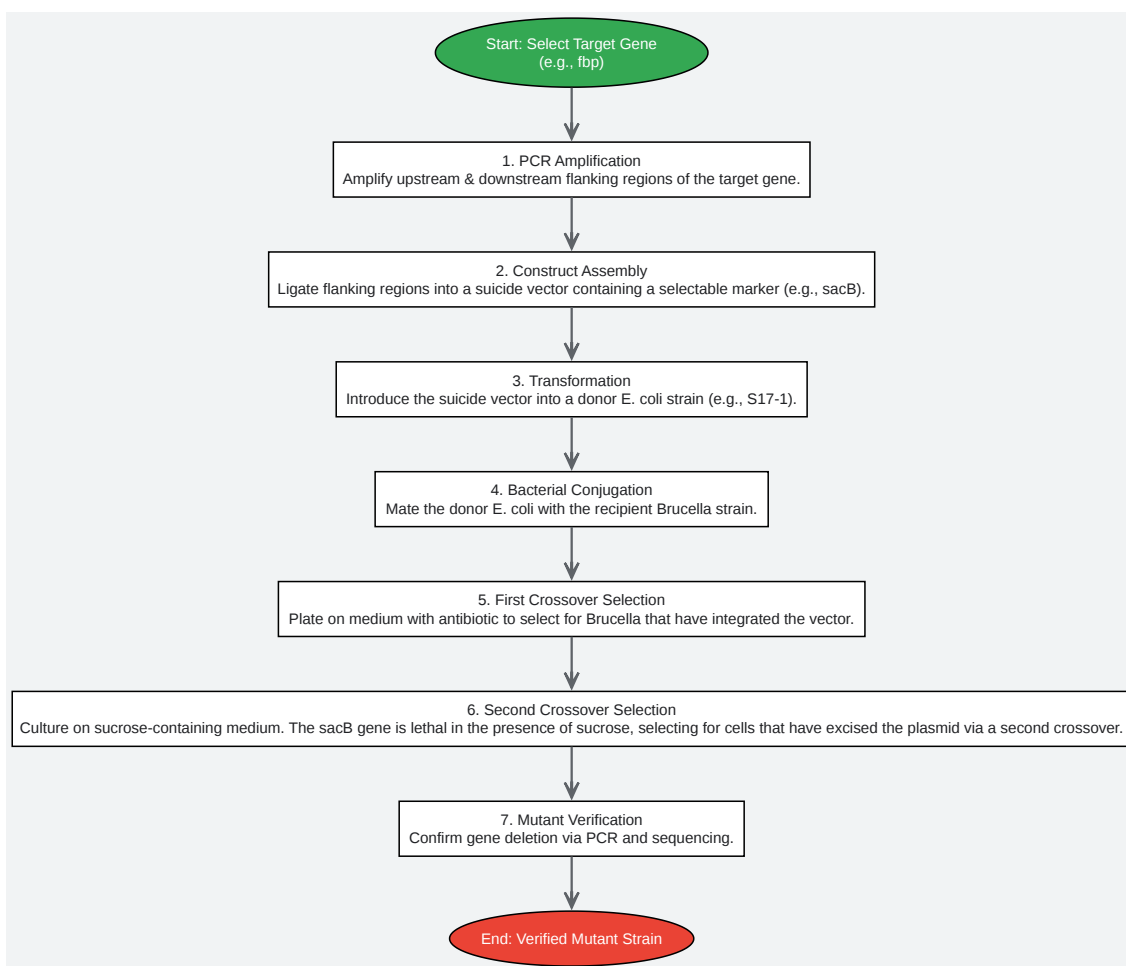 Start: Select Target Gene
(e.g., fbp)
1. PCR Amplification
Amplify upstream & downstream flanking regions of the target gene.
2. Construct Assembly
Ligate flanking regions into a suicide vector containing a selectable marker (e.g., sacB).
3. Transformation
Introduce the suicide vector into a donor E. coli strain (e.g., S17-1).
4. Bacterial Conjugation
Mate the donor E. coli with the recipient Brucella strain.
5. First Crossover Selection
Plate on medium with antibiotic to select for Brucella that have integrated the vector.
6. Second Crossover Selection
Culture on sucrose-containing medium. The sacB gene is lethal in the presence of sucrose, selecting for cells that have excised the plasmid via a second crossover.
7. Mutant Verification
Confirm gene deletion via PCR and sequencing.
End: Verified Mutant Strain